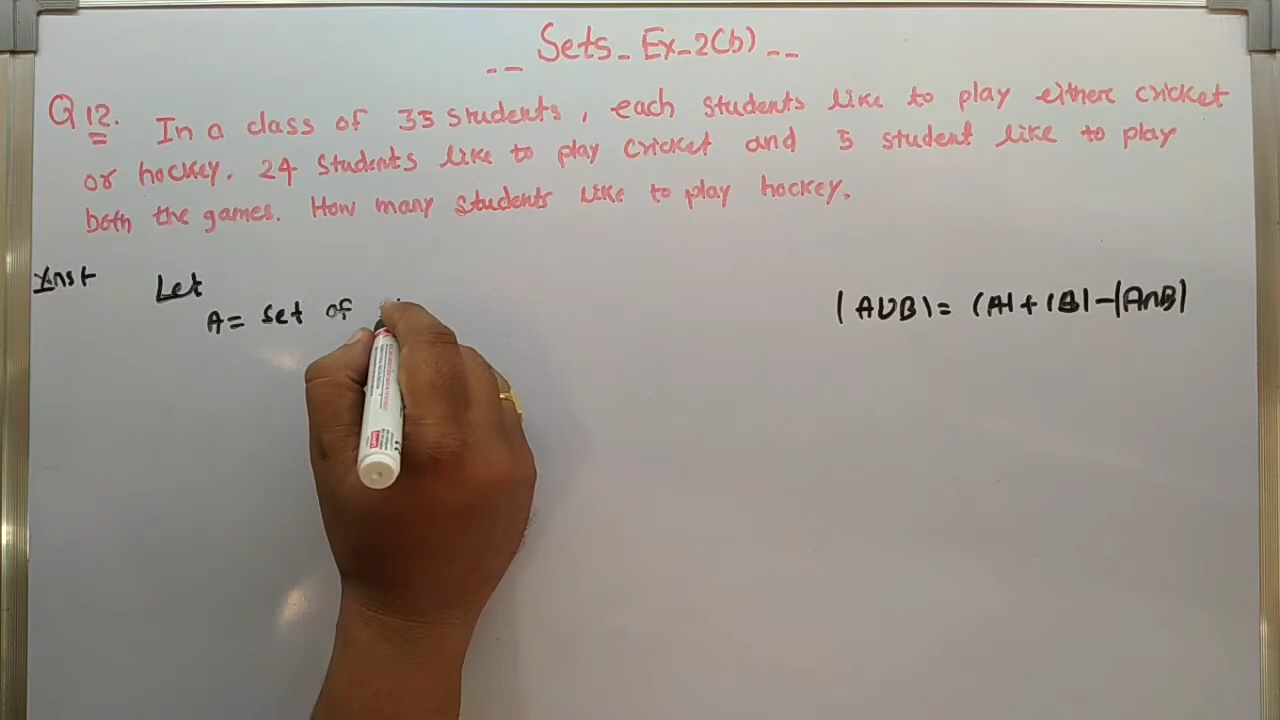 Sets - Ex - 2(b)
Q 12. In a class of 35 students, each students like to play either cricket
or hockey. 24 students like to play cricket and 5 student like to play
both the games. How many students like to play hockey.
Let
A = set of
|A∪B| = |A| + |B| - |A∩B|